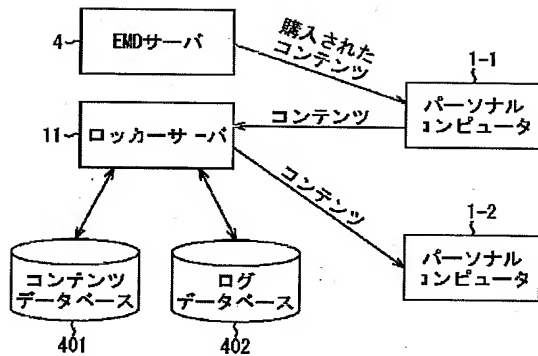 4
EMDサーバ
購入された
コンテンツ
1-1
パーソナル
コンピュータ
コンテンツ
11
ロッカーサーバ
コンテンツ
1-2
パーソナル
コンピュータ
コンテンツ
データベース
401
ログ
データベース
402